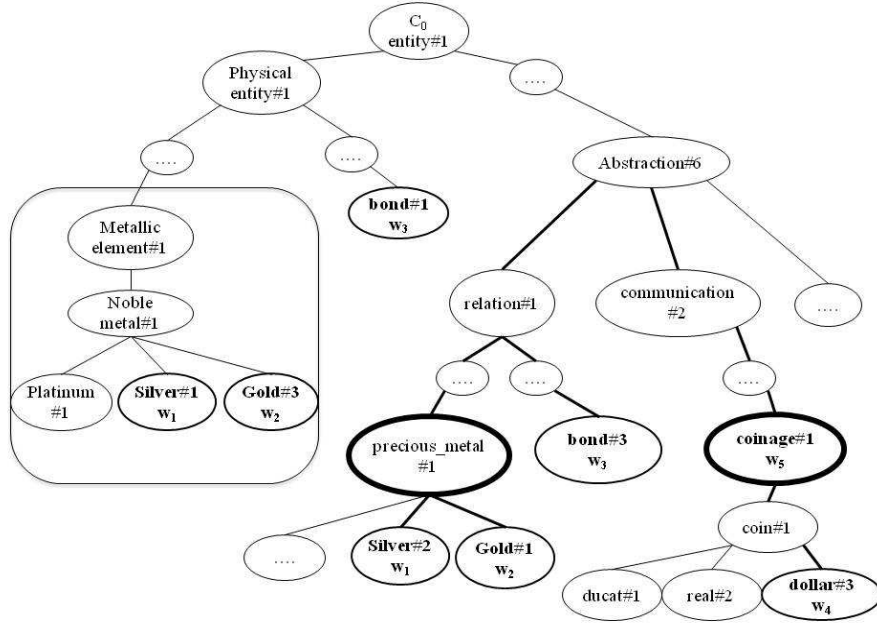 C0
entity#1
Physical
entity#1
....
....
....
Abstraction#6
bond#1
w3
Metallic
element#1
Noble
metal#1
relation#1
communication
#2
....
Platinum
#1
Silver#1
w1
Gold#3
w2
....
....
....
precious_metal
#1
bond#3
w3
coinage#1
w5
coin#1
....
Silver#2
w1
Gold#1
w2
ducat#1
real#2
dollar#3
w4